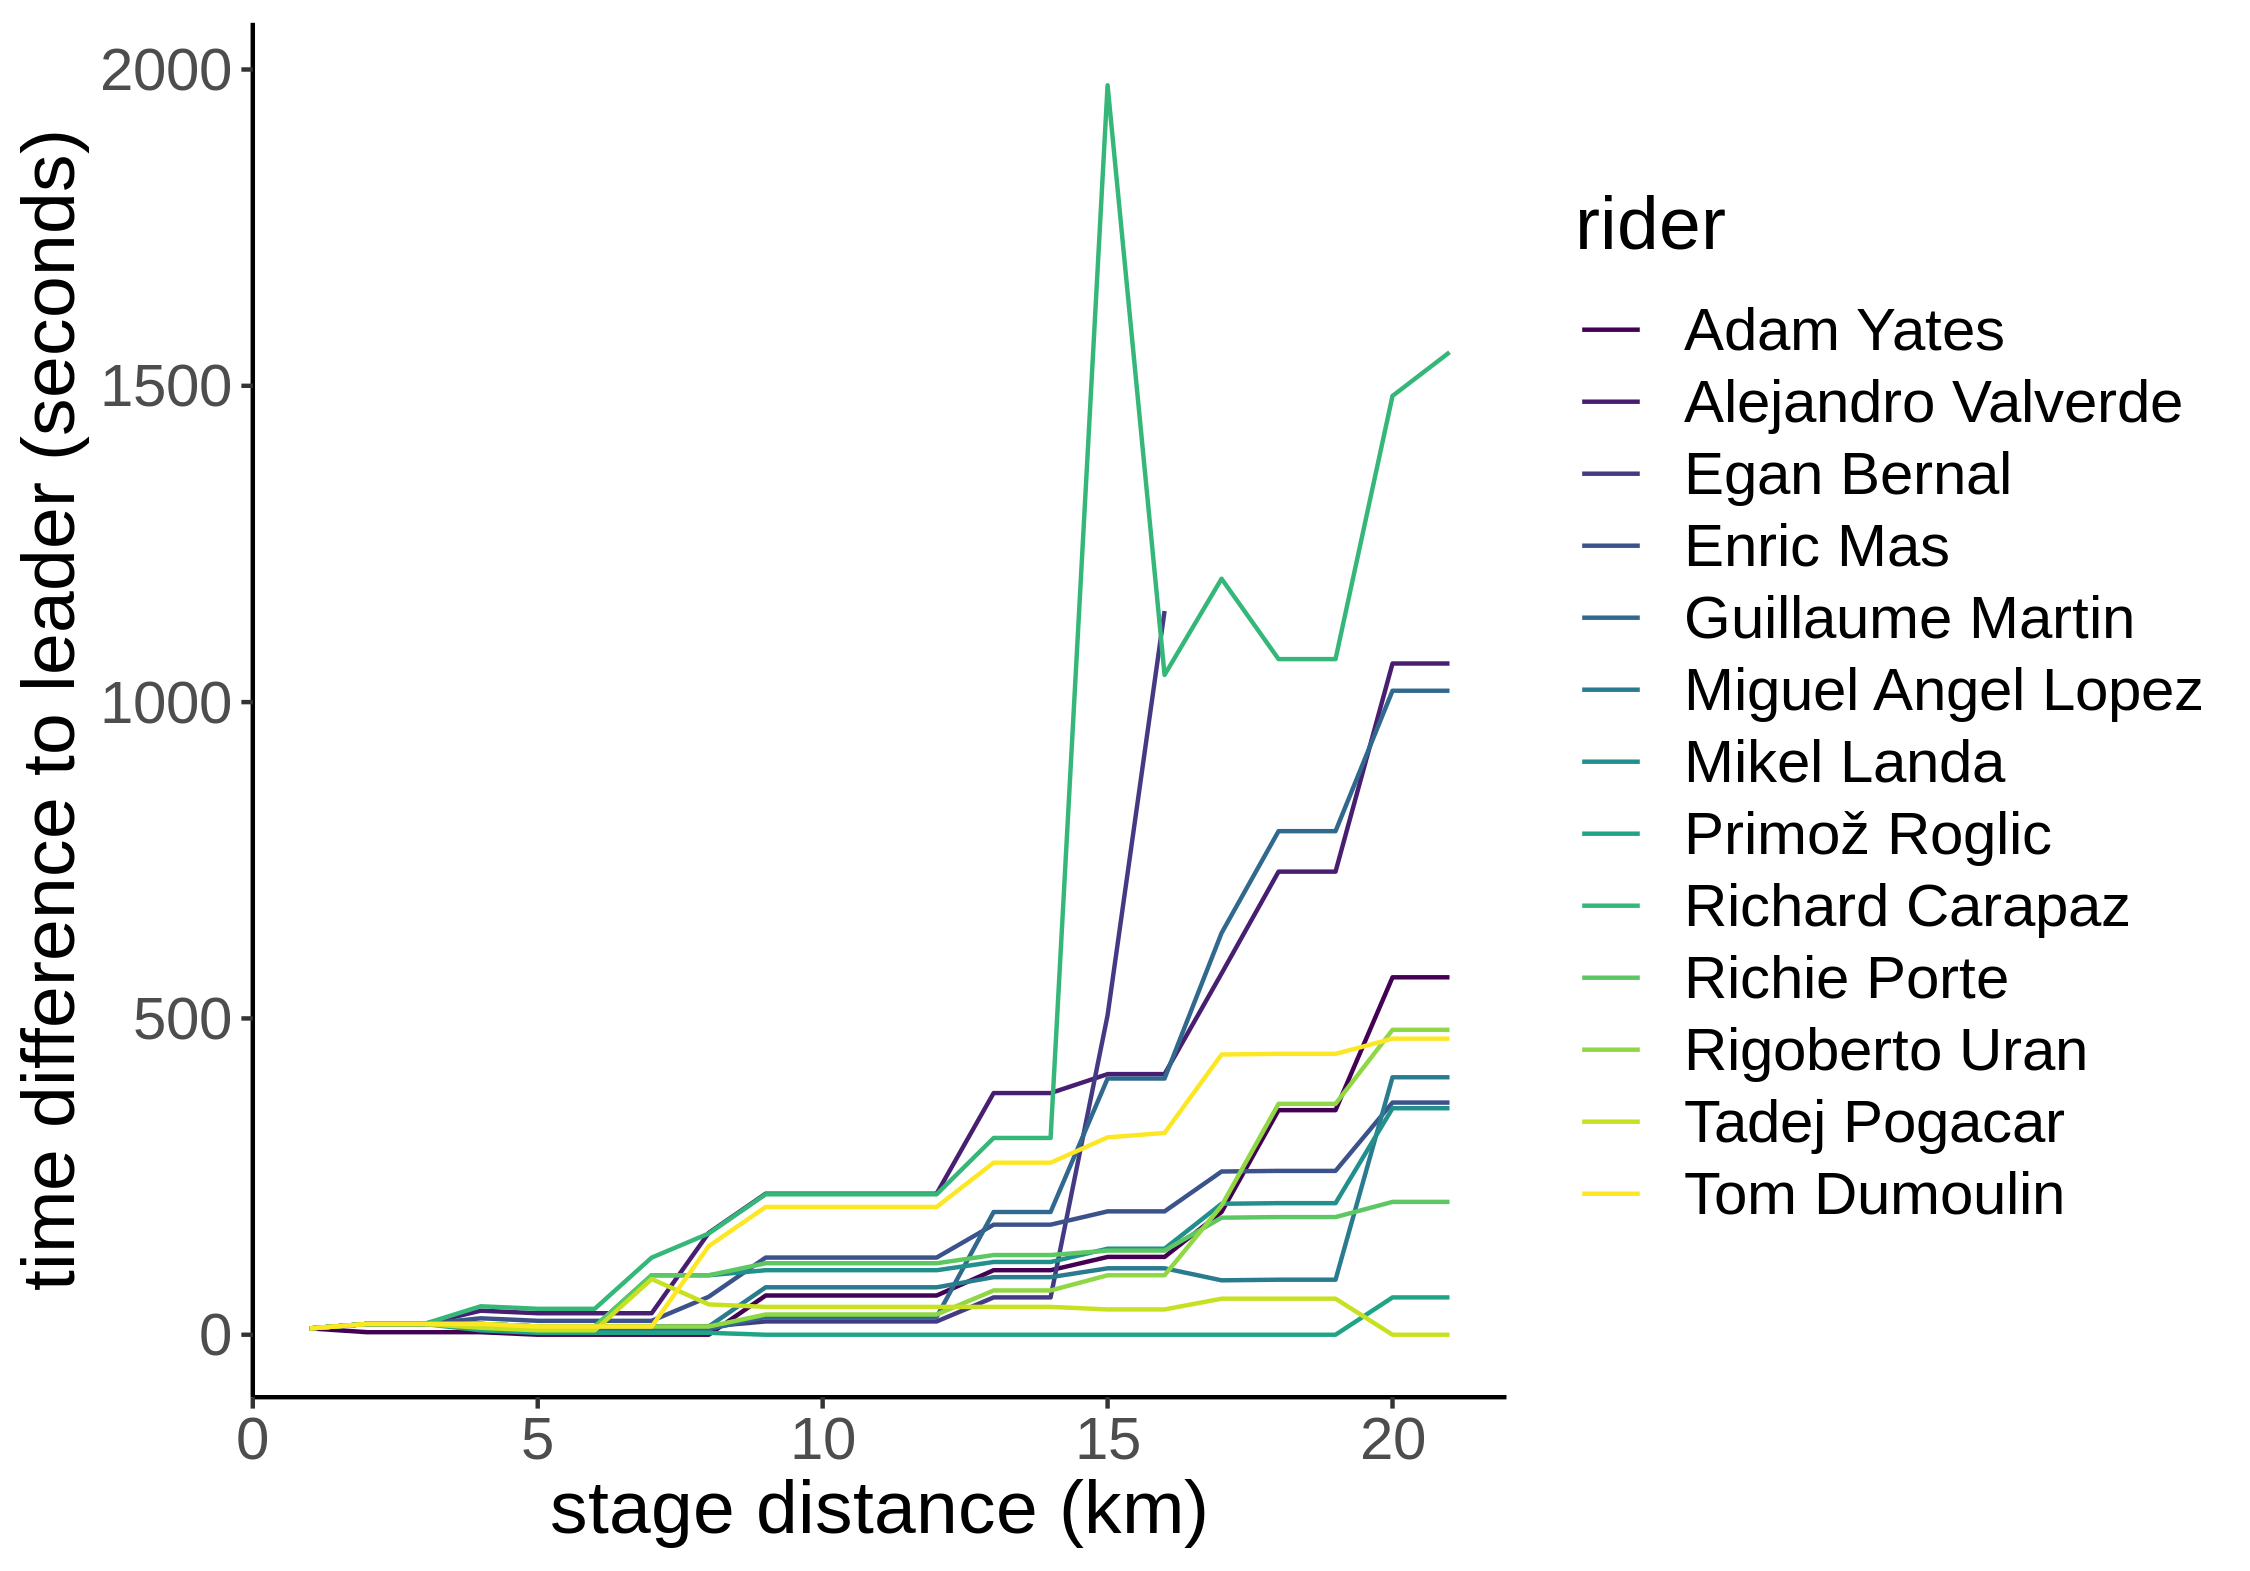 2000
1500
1000
500
0
0 5 10 15 20
stage distance (km)
time difference to leader (seconds)
rider
Adam Yates
Alejandro Valverde
Egan Bernal
Enric Mas
Guillaume Martin
Miguel Angel Lopez
Mikel Landa
Primož Roglic
Richard Carapaz
Richie Porte
Rigoberto Uran
Tadej Pogacar
Tom Dumoulin